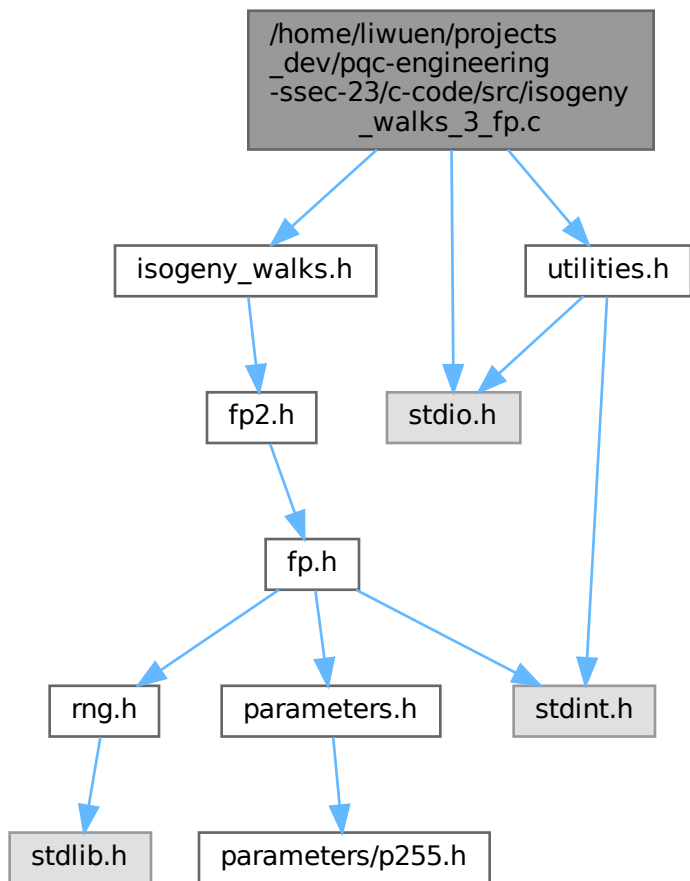 /home/liwuen/projects
_dev/pqc-engineering
-ssec-23/c-code/src/isogeny
_walks_3_fp.c
isogeny_walks.h
utilities.h
fp2.h
stdio.h
fp.h
rng.h
parameters.h
stdint.h
stdlib.h
parameters/p255.h